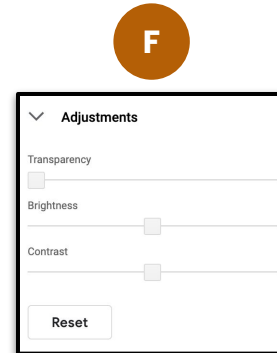 F
Adjustments
Transparency
Brightness
Contrast
Reset